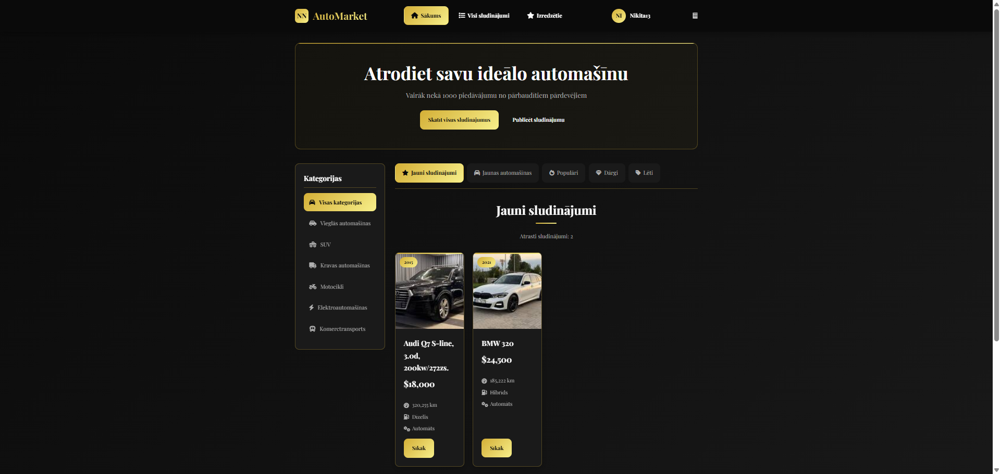 NN AutoMarket
Sākums
Visi sludinājumi
Izredzētie
NI Nikita13
Atrodiet savu ideālo automašīnu
Vairāk nekā 1000 piedāvājumu no pārbaudītiem pārdevējiem
Skatīt visus sludinājumus
Publicēt sludinājumu
Kategorijas
Visas kategorijas
Vieglās automašīnas
SUV
Kravas automašīnas
Motocikli
Elektroautomašīnas
Komerctransports
Jauni sludinājumi
Jaunas automašīnas
Populāri
Dārgi
Lēti
Jauni sludinājumi
Atrasti sludinājumi: 2
2015
Audi Q7 S-line,
3.0d,
200kw/272zs.
$18,000
320,255 km
Dīzelis
Automāts
Sīkāk
2021
BMW 320
$24,500
185,222 km
Hibrīds
Automāts
Sīkāk